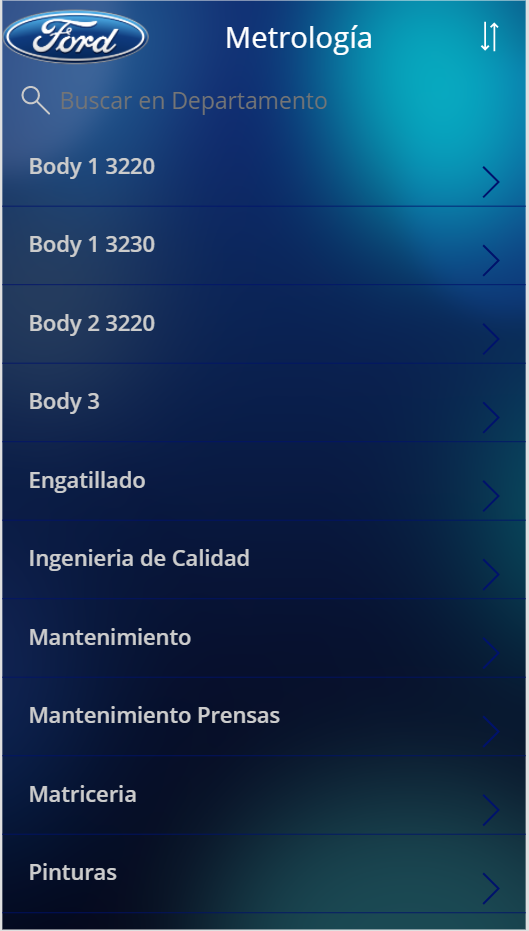 Ford
Metrología
Buscar en Departamento
Body 1 3220
Body 1 3230
Body 2 3220
Body 3
Engatillado
Ingenieria de Calidad
Mantenimiento
Mantenimiento Prensas
Matriceria
Pinturas